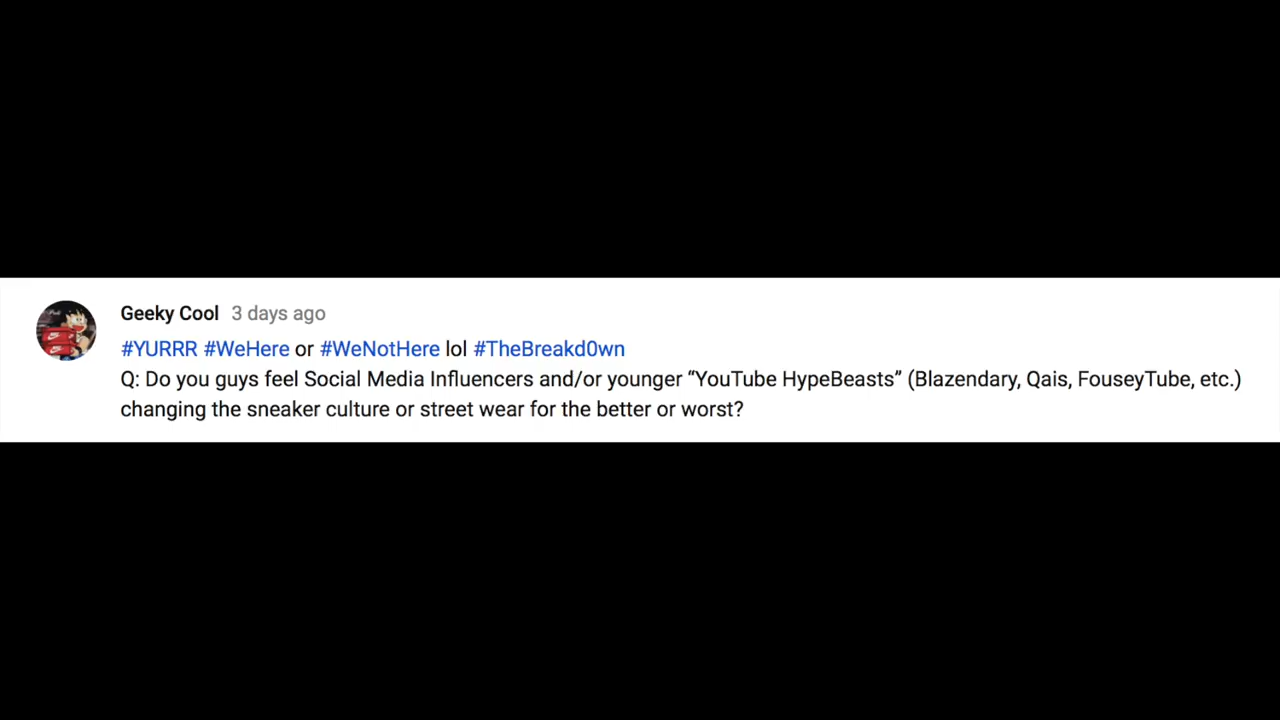 Geeky Cool 3 days ago
#YURRR #WeHere or #WeNotHere lol #TheBreakd0wn
Q: Do you guys feel Social Media Influencers and/or younger “YouTube HypeBeasts” (Blazendary, Qais, FouseyTube, etc.)
changing the sneaker culture or street wear for the better or worst?